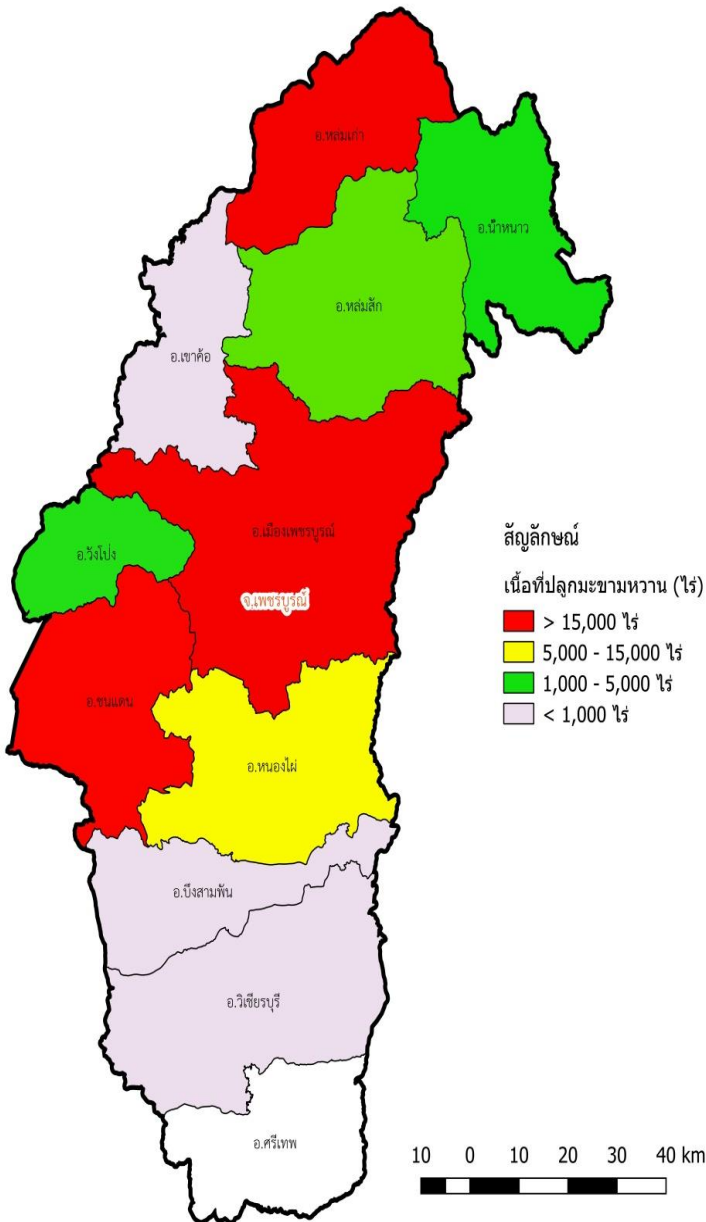 อ.หล่มเก่า
อ.น้ำหนาว
อ.หล่มสัก
อ.เขาค้อ
อ.เมืองเพชรบูรณ์
อ.วังโป่ง
จ.เพชรบูรณ์
อ.ชนแดน
อ.หนองไผ่
อ.บึงสามพัน
อ.วิเชียรบุรี
อ.ศรีเทพ
สัญลักษณ์
เนื้อที่ปลูกมะขามหวาน (ไร่)
> 15,000 ไร่
5,000 - 15,000 ไร่
1,000 - 5,000 ไร่
< 1,000 ไร่
10 0 10 20 30 40 km